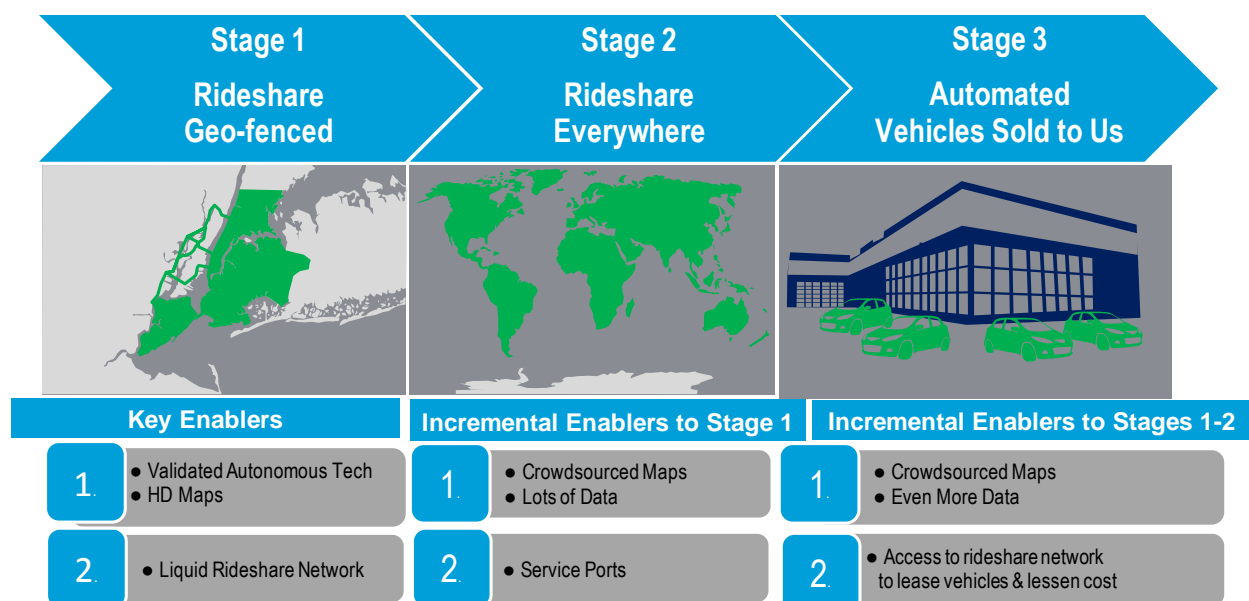 Stage 1
Rideshare
Geo-fenced
Stage 2
Rideshare
Everywhere
Stage 3
Automated
Vehicles Sold to Us
Key Enablers
1.
● Validated Autonomous Tech
● HD Maps
2.
● Liquid Rideshare Network
Incremental Enablers to Stage 1
1.
● Crowdsourced Maps
● Lots of Data
2.
● Service Ports
Incremental Enablers to Stages 1-2
1.
● Crowdsourced Maps
● Even More Data
2.
● Access to rideshare network
to lease vehicles & lessen cost